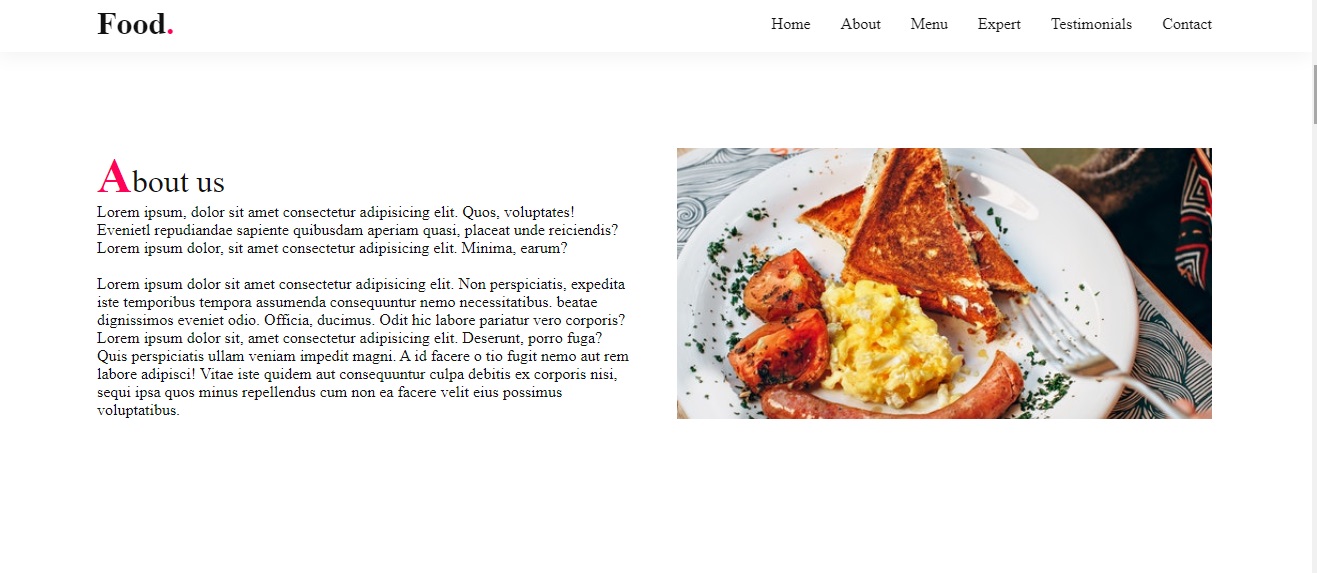 Food.
Home About Menu Expert Testimonials Contact
About us
Lorem ipsum, dolor sit amet consectetur adipisicing elit. Quos, voluptates!
Evenietl repudiandae sapiente quibusdam aperiam quasi, placeat unde reiciendis?
Lorem ipsum dolor, sit amet consectetur adipisicing elit. Minima, earum?
Lorem ipsum dolor sit amet consectetur adipisicing elit. Non perspiciatis, expedita
iste temporibus tempora assumenda consequuntur nemo necessitatibus. beatae
dignissimos eveniet odio. Officia, ducimus. Odit hic labore pariatur vero corporis?
Lorem ipsum dolor sit, amet consectetur adipisicing elit. Deserunt, porro fuga?
Quis perspiciatis ullam veniam impedit magni. A id facere o tio fugit nemo aut rem
labore adipisci! Vitae iste quidem aut consequuntur culpa debitis ex corporis nisi,
sequi ipsa quos minus repellendus cum non ea facere velit eius possimus
voluptatibus.